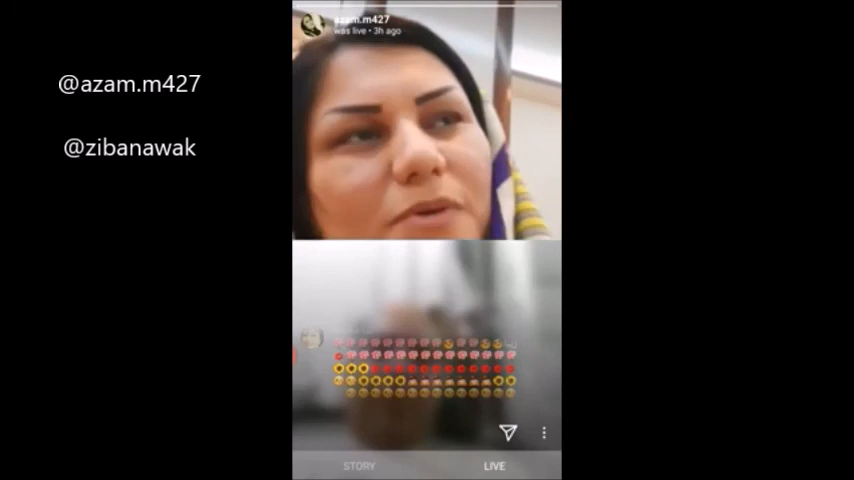 azam.m427
was live • 3h ago
@azam.m427
@zibanawak
STORY
LIVE